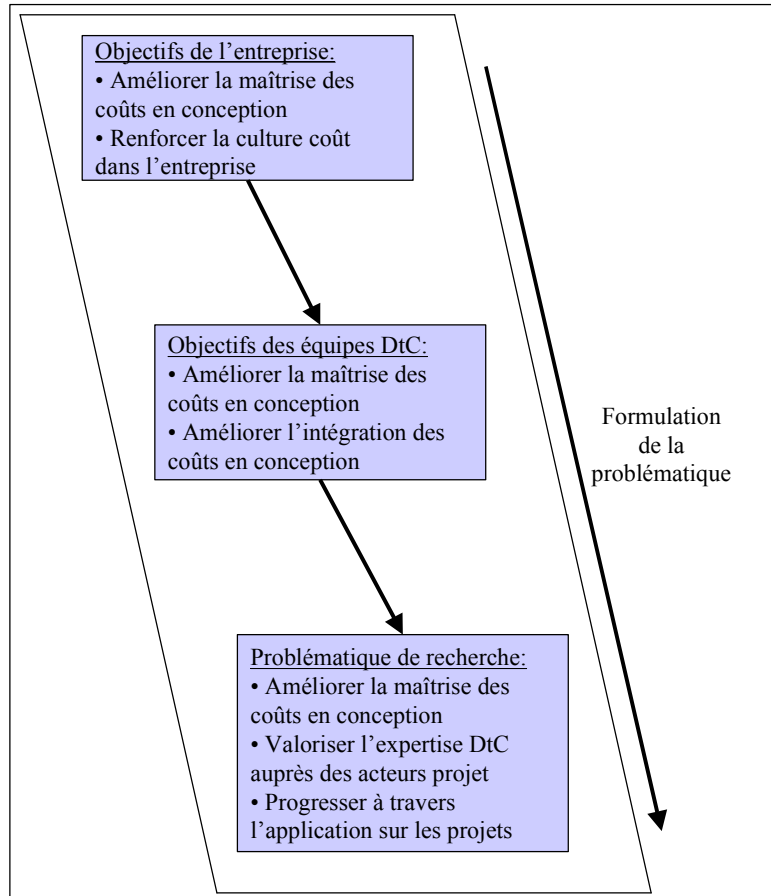 Objectifs de l’entreprise:
• Améliorer la maîtrise des
coûts en conception
• Renforcer la culture coût
dans l’entreprise
Objectifs des équipes DtC:
• Améliorer la maîtrise des
coûts en conception
• Améliorer l’intégration des
coûts en conception
Formulation
de la
problématique
Problématique de recherche:
• Améliorer la maîtrise des
coûts en conception
• Valoriser l’expertise DtC
auprès des acteurs projet
• Progresser à travers
l’application sur les projets